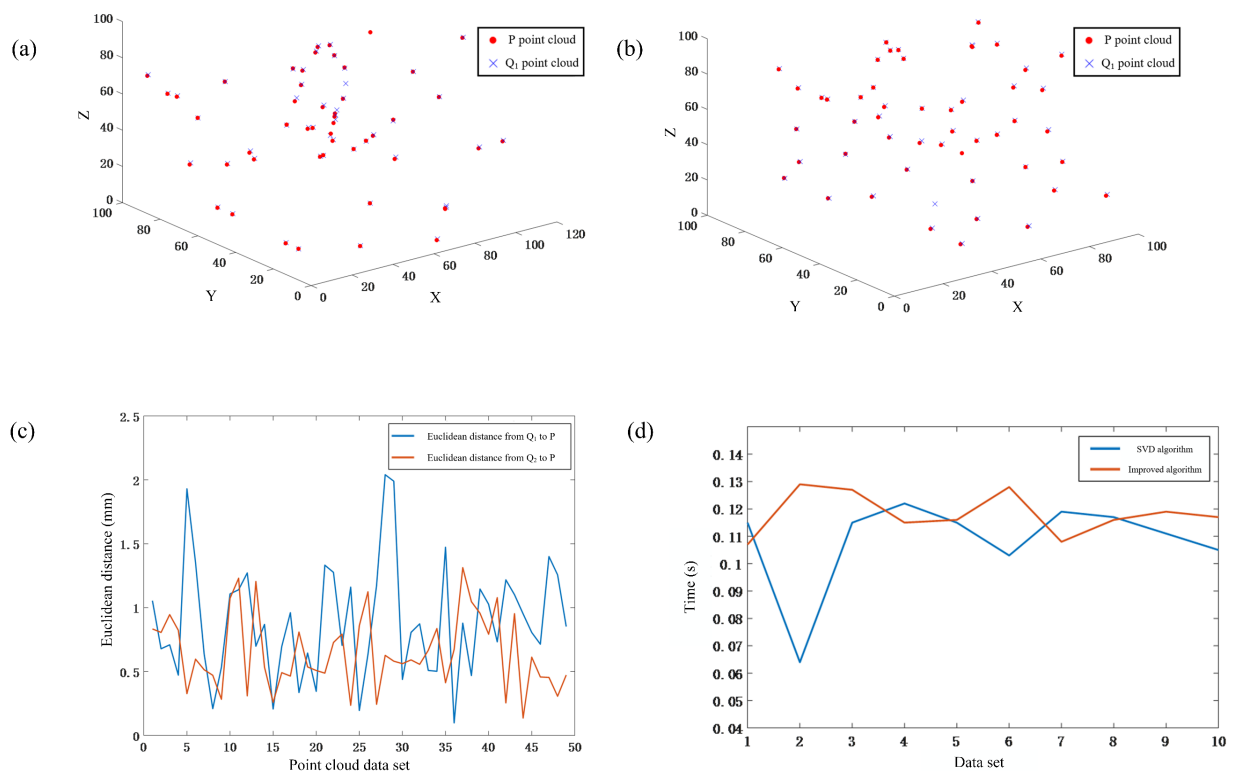 (a)
P point cloud
Q₁ point cloud
100
80
60
40
20
0
Z
100
80
60
40
20
0
Y
0
20
40
60
80
100
120
X
(b)
P point cloud
Q₁ point cloud
100
80
60
40
20
0
Z
100
80
60
40
20
0
Y
0
20
40
60
80
100
X
(c)
Euclidean distance from Q₁ to P
Euclidean distance from Q₂ to P
2.5
2
1.5
1
0.5
0
Euclidean distance (mm)
0 5 10 15 20 25 30 35 40 45 50
Point cloud data set
(d)
SVD algorithm
Improved algorithm
0.14
0.13
0.12
0.11
0.1
0.09
0.08
0.07
0.06
0.05
0.04
Time (s)
1 2 3 4 5 6 7 8 9 10
Data set